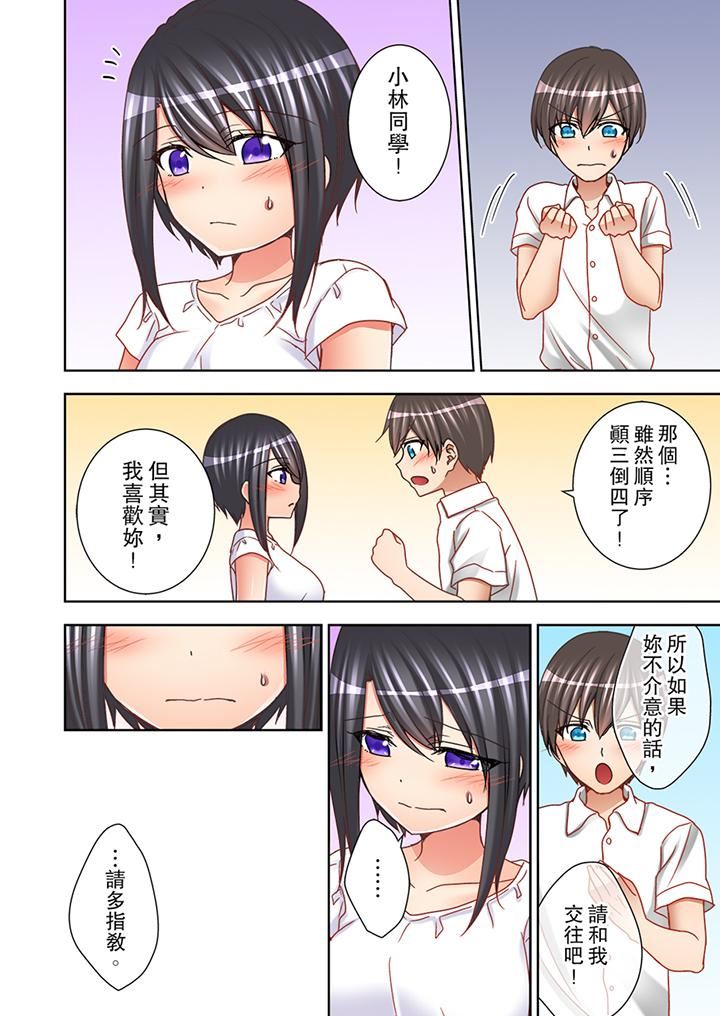 小林同學！
那個…
雖然順序
顛三倒四了！
但其實，
我喜歡妳！
所以如果
妳不介意的話，
請和我
交往吧！
……
…請多指教。